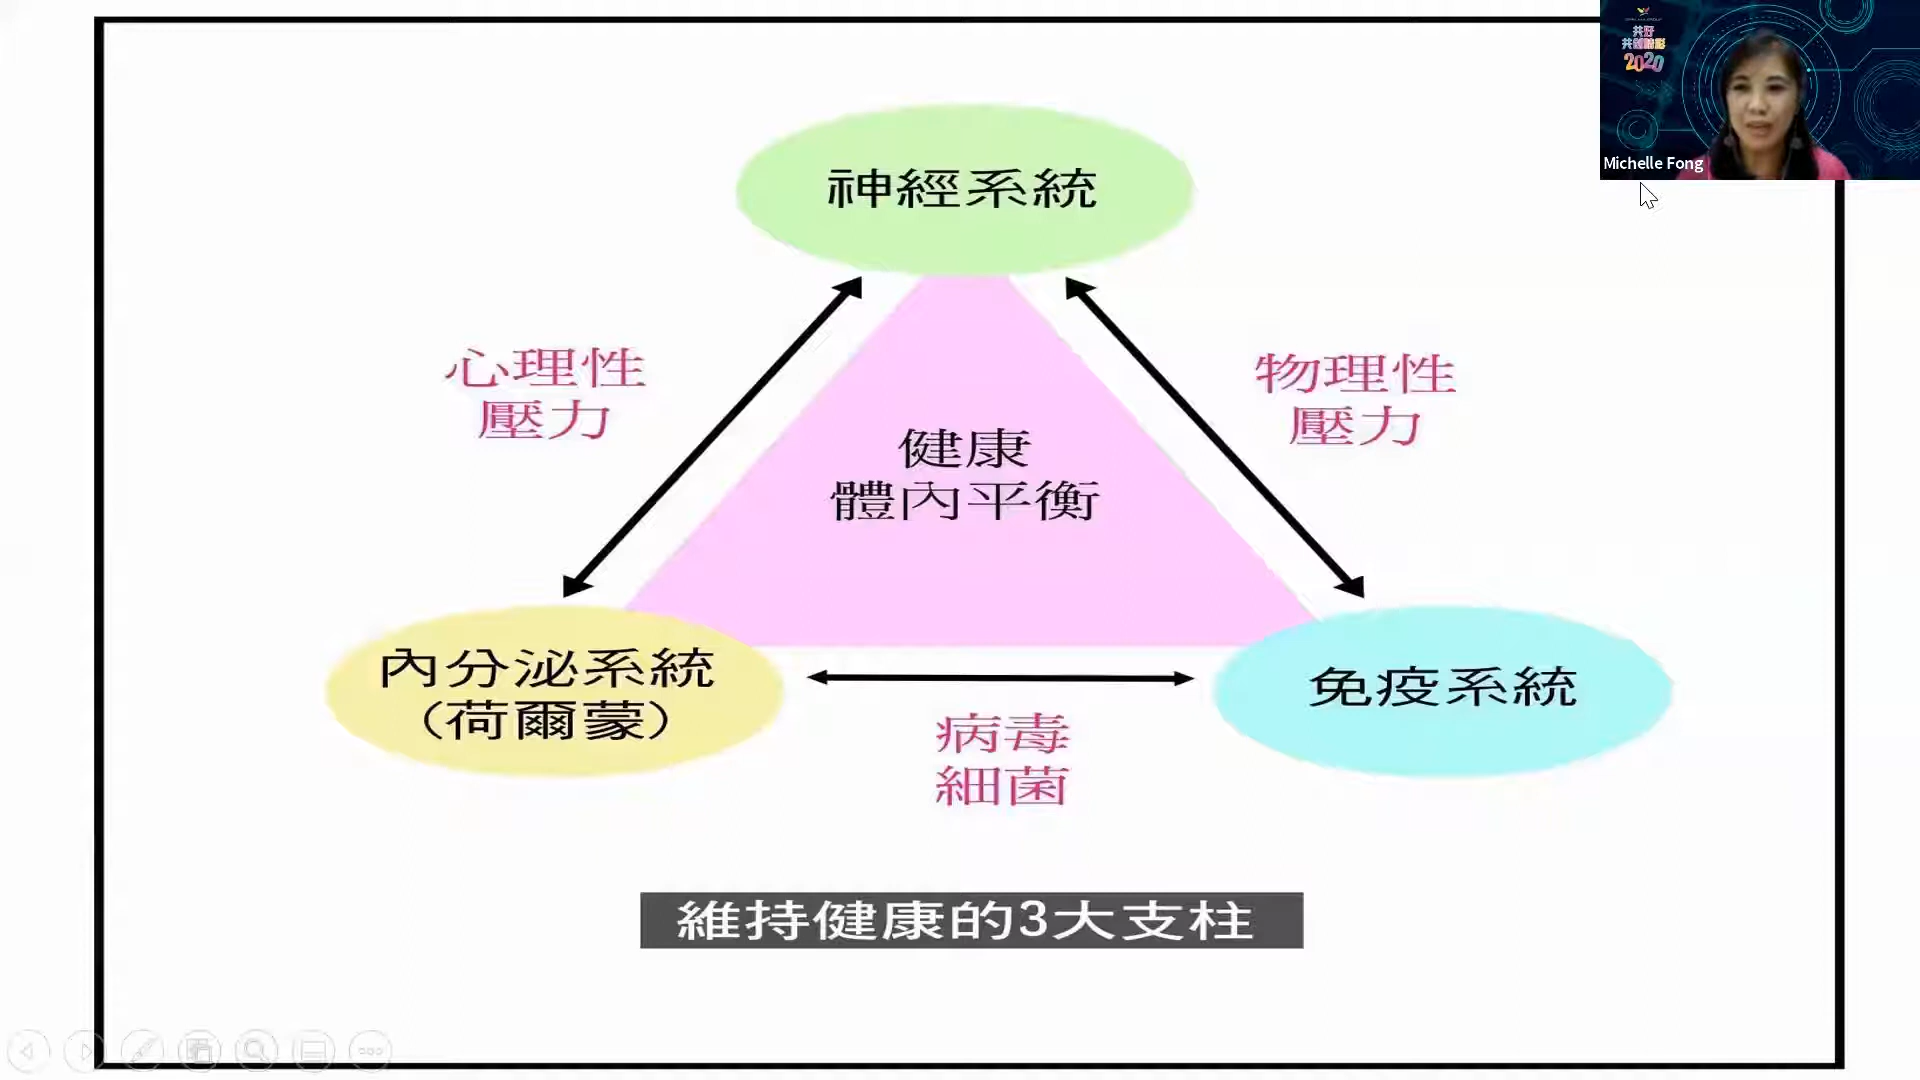 神經系統
心理性
壓力
物理性
壓力
健康
體內平衡
內分泌系統
（荷爾蒙）
免疫系統
病毒
細菌
維持健康的3大支柱
共好
2020
Michelle Fong